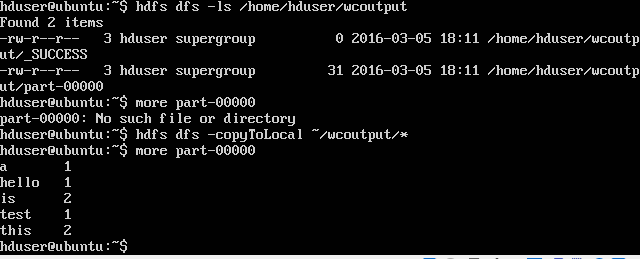 hduser@ubuntu:~$ hdfs dfs -ls /home/hduser/wcoutput
Found 2 items
-rw-r--r--   3 hduser supergroup          0 2016-03-05 18:11 /home/hduser/wcoutp
ut/_SUCCESS
-rw-r--r--   3 hduser supergroup         31 2016-03-05 18:11 /home/hduser/wcoutp
ut/part-00000
hduser@ubuntu:~$ more part-00000
part-00000: No such file or directory
hduser@ubuntu:~$ hdfs dfs -copyToLocal ~/wcoutput/*
hduser@ubuntu:~$ more part-00000
a       1
hello   1
is      2
test    1
this    2
hduser@ubuntu:~$